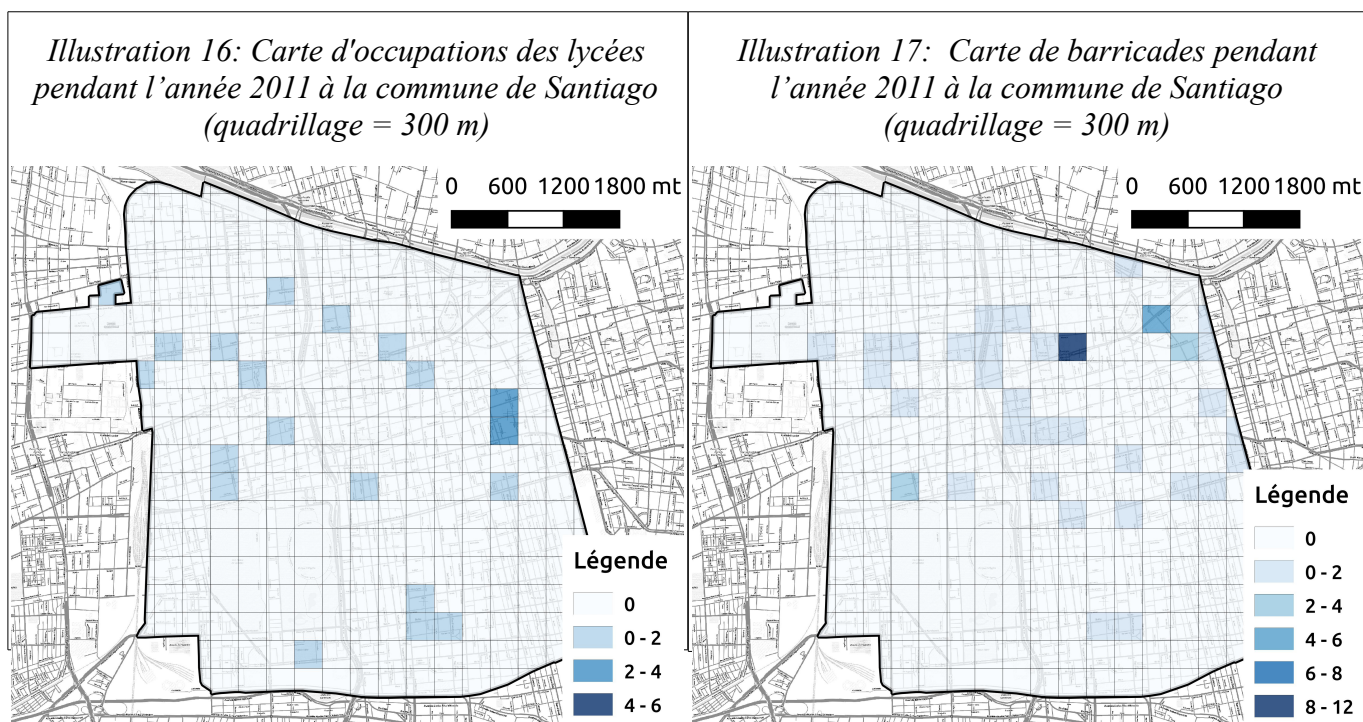 Illustration 16: Carte d'occupations des lycées
pendant l’année 2011 à la commune de Santiago
(quadrillage = 300 m)
0 600 1200 1800 mt
Légende
0
0 - 2
2 - 4
4 - 6
Illustration 17: Carte de barricades pendant
l’année 2011 à la commune de Santiago
(quadrillage = 300 m)
0 600 1200 1800 mt
Légende
0
0 - 2
2 - 4
4 - 6
6 - 8
8 - 12